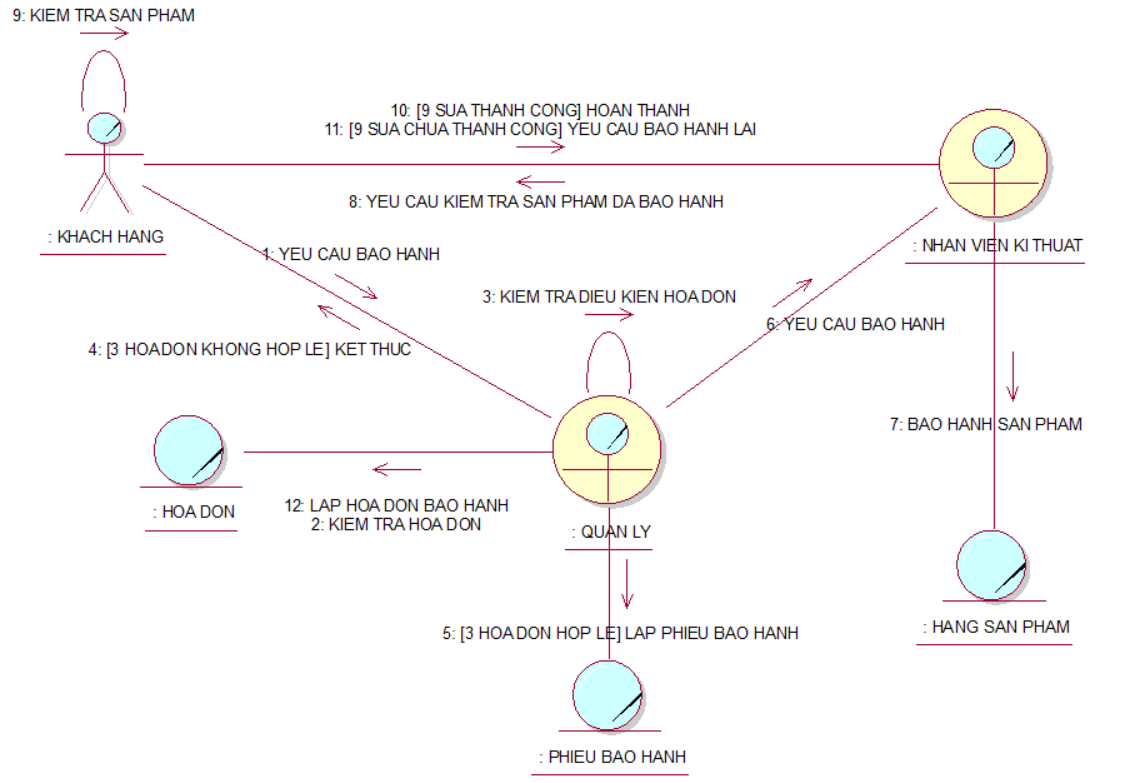 9: KIEM TRA SAN PHAM
10: [9 SUA THANH CONG] HOAN THANH
11: [9 SUA CHUA THANH CONG] YEU CAU BAO HANH LAI
8: YEU CAU KIEM TRA SAN PHAM DA BAO HANH
: KHACH HANG
: NHAN VIEN KI THUAT
1: YEU CAU BAO HANH
3: KIEM TRA DIEU KIEN HOA DON
6: YEU CAU BAO HANH
4: [3 HOA DON KHONG HOP LE] KET THUC
7: BAO HANH SAN PHAM
12: LAP HOA DON BAO HANH
: HOA DON
2: KIEM TRA HOA DON
: QUAN LY
: HANG SAN PHAM
5: [3 HOA DON HOP LE] LAP PHIEU BAO HANH
: PHIEU BAO HANH